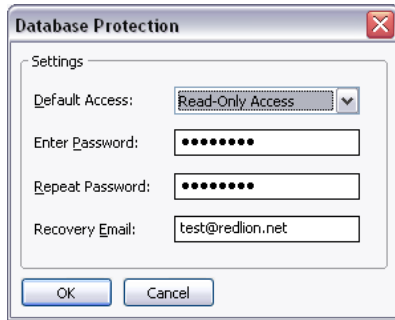 Database Protection
Settings
Default Access: Read-Only Access
Enter Password: ●●●●●●●●
Repeat Password: ●●●●●●●●
Recovery Email: test@redlion.net
OK Cancel